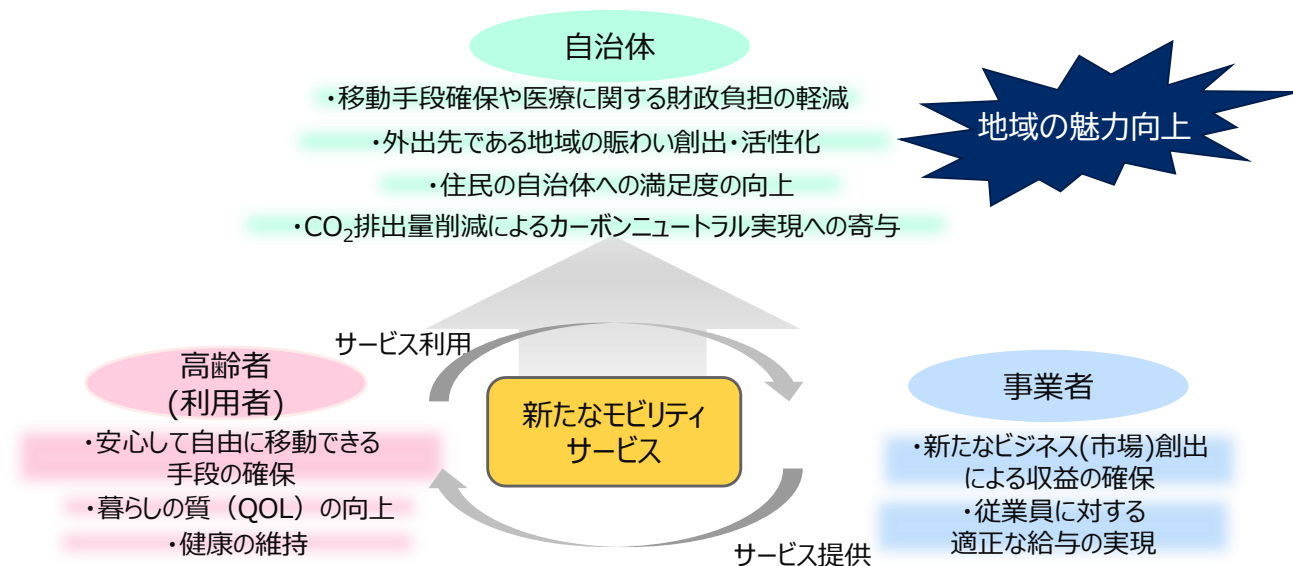 自治体
・移動手段確保や医療に関する財政負担の軽減
・外出先である地域の賑わい創出・活性化
・住民の自治体への満足度の向上
・CO₂排出量削減によるカーボンニュートラル実現への寄与
地域の魅力向上
サービス利用
高齢者
(利用者)
・安心して自由に移動できる
手段の確保
・暮らしの質（QOL）の向上
・健康の維持
新たなモビリティ
サービス
事業者
・新たなビジネス(市場)創出
による収益の確保
・従業員に対する
適正な給与の実現
サービス提供